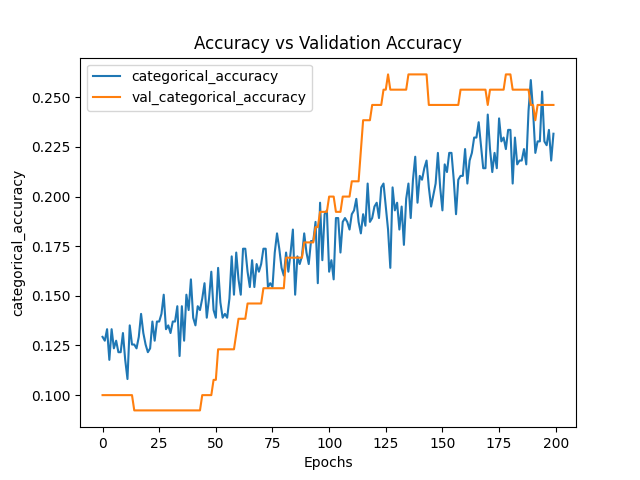 Accuracy vs Validation Accuracy
categorical_accuracy
val_categorical_accuracy
categorical_accuracy
0.250
0.225
0.200
0.175
0.150
0.125
0.100
0 25 50 75 100 125 150 175 200
Epochs